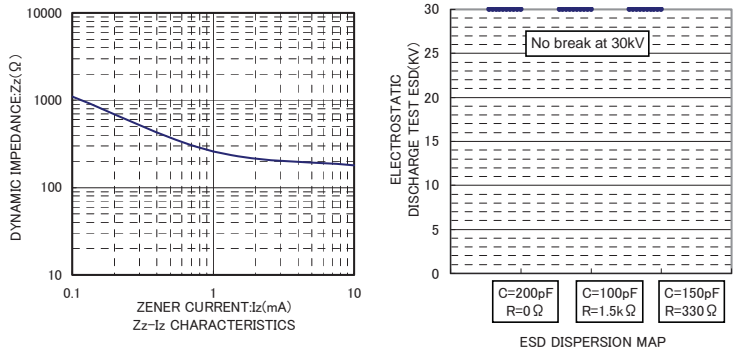 10000
1000
100
10
0.1
1
10
DYNAMIC IMPEDANCE:Zz(Ω)
ZENER CURRENT:Iz(mA)
Zz-Iz CHARACTERISTICS
30
25
20
15
10
5
0
ELECTROSTATIC
DISCHARGE TEST ESD(KV)
No break at 30kV
C=200pF
R=0Ω
C=100pF
R=1.5kΩ
C=150pF
R=330Ω
ESD DISPERSION MAP